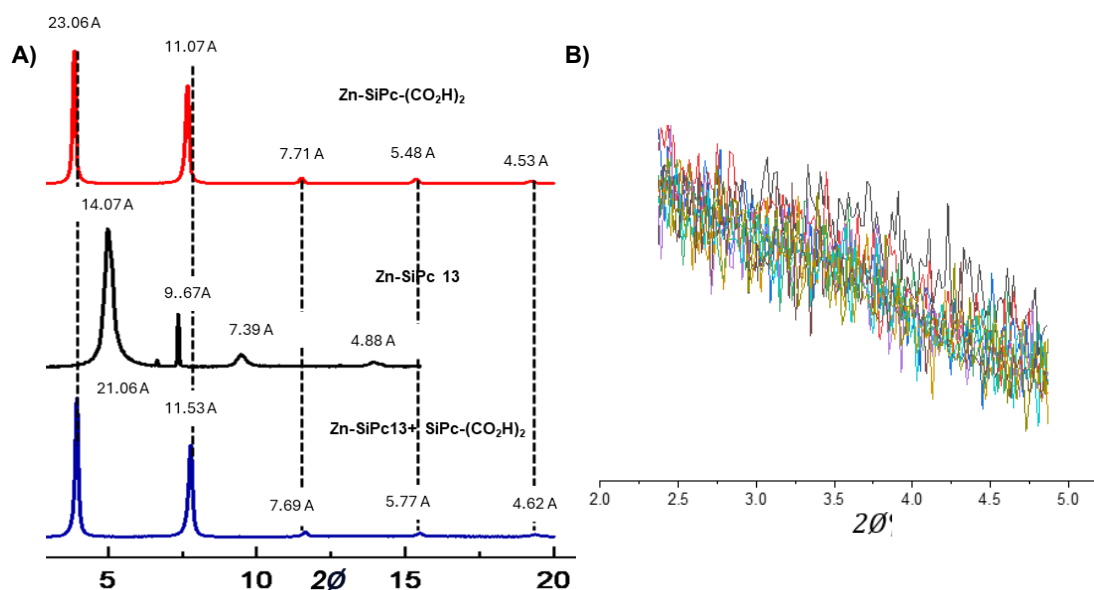 23.06 A
11.07 A
A)
B)
Zn-SiPc-(CO₂H)₂
7.71 A
5.48 A
4.53 A
14.07 A
Zn-SiPc 13
9..67 A
7.39 A
4.88 A
21.06 A
11.53 A
Zn-SiPc13+ SiPc-(CO₂H)₂
7.69 A
5.77 A
4.62 A
5 10 2Ø 15 20
2.0 2.5 3.0 3.5 4.0 4.5 5.0
2Ø